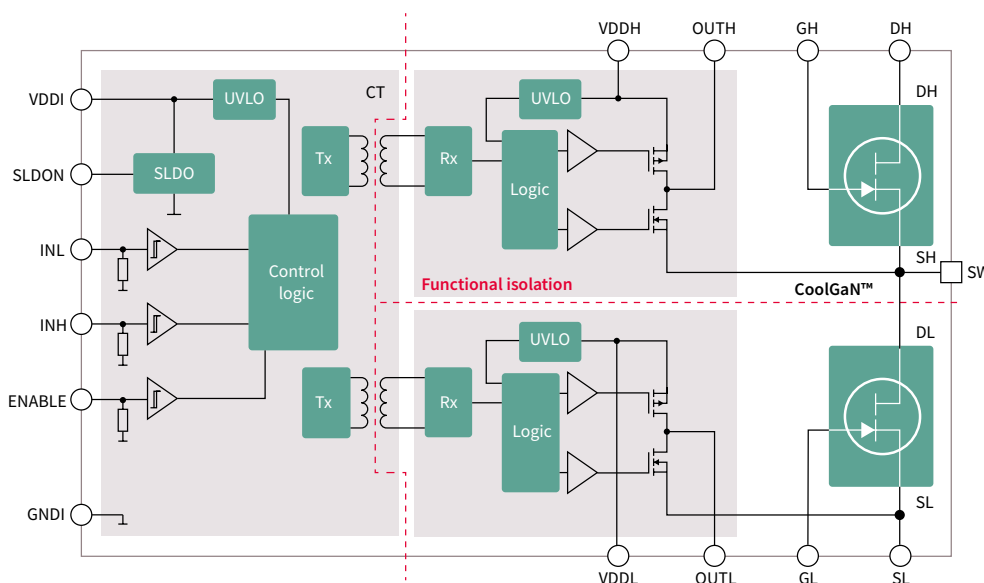 VDDH
OUTH
GH
DH
VDDI
UVLO
CT
UVLO
DH
Tx
Rx
Logic
SLDON
SLDO
INL
Control
logic
SH
SW
Functional isolation
CoolGaN™
INH
UVLO
DL
ENABLE
Tx
Rx
Logic
SL
GNDI
VDDL
OUTL
GL
SL